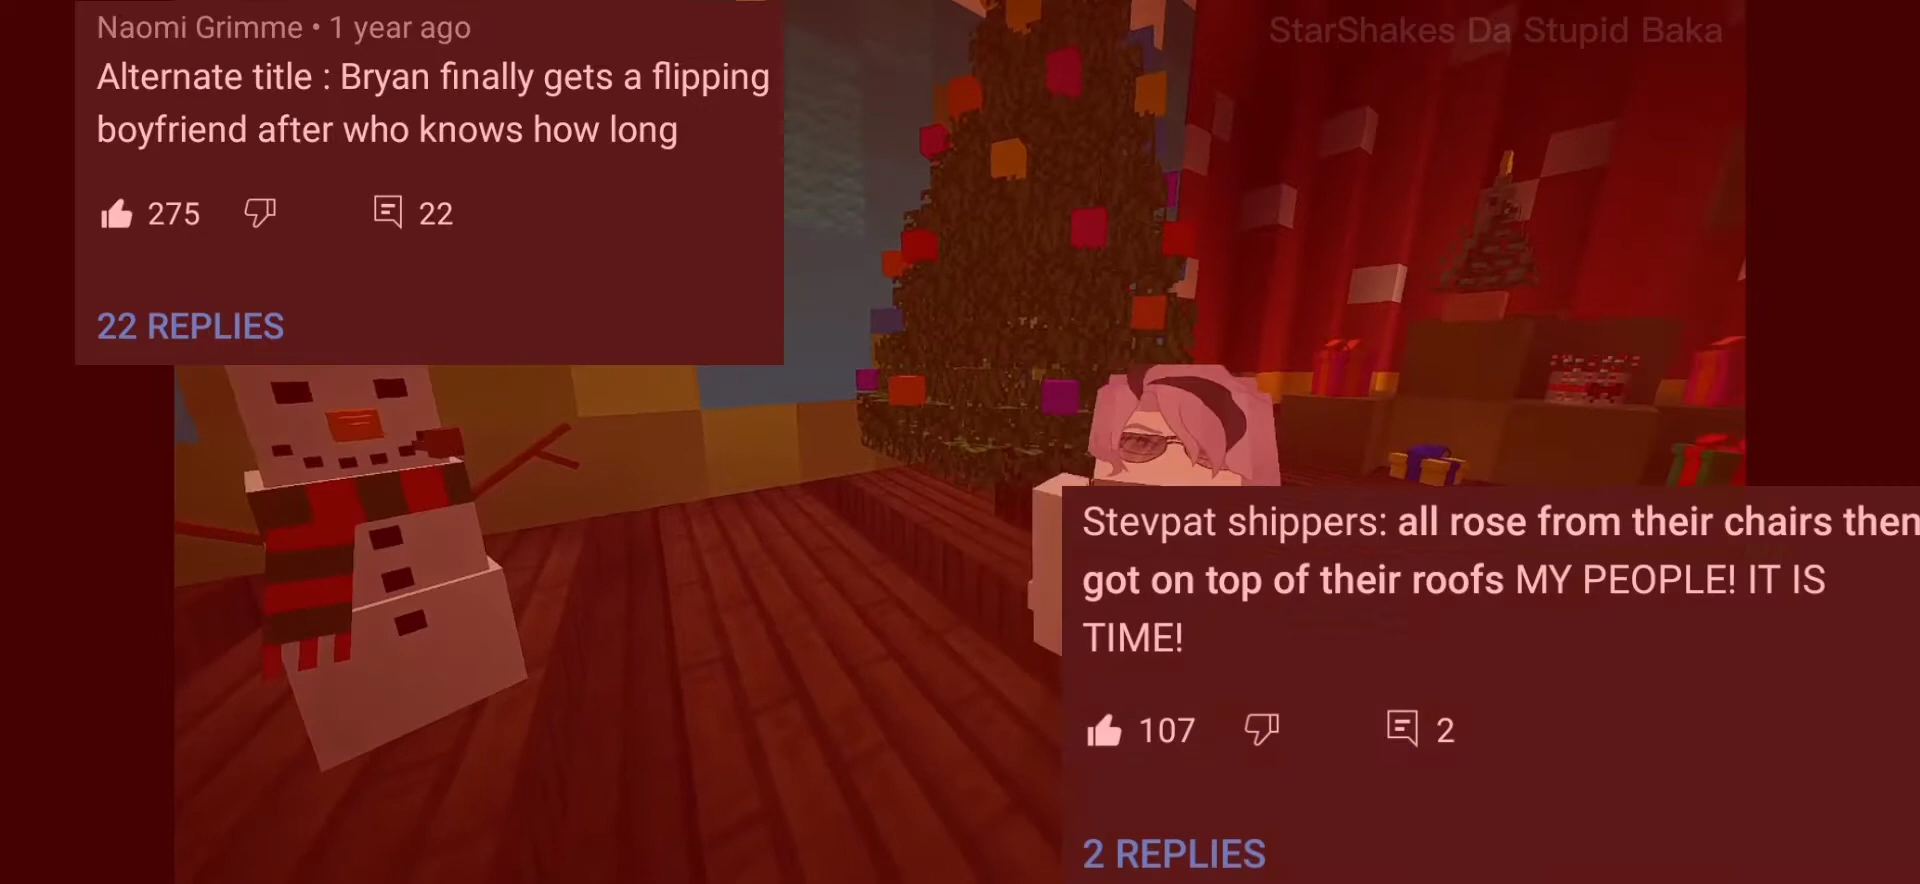 Naomi Grimme • 1 year ago
StarShakes Da Stupid Baka
Alternate title : Bryan finally gets a flipping
boyfriend after who knows how long
275 22
22 REPLIES
Stevpat shippers: all rose from their chairs then
got on top of their roofs MY PEOPLE! IT IS
TIME!
107 2
2 REPLIES